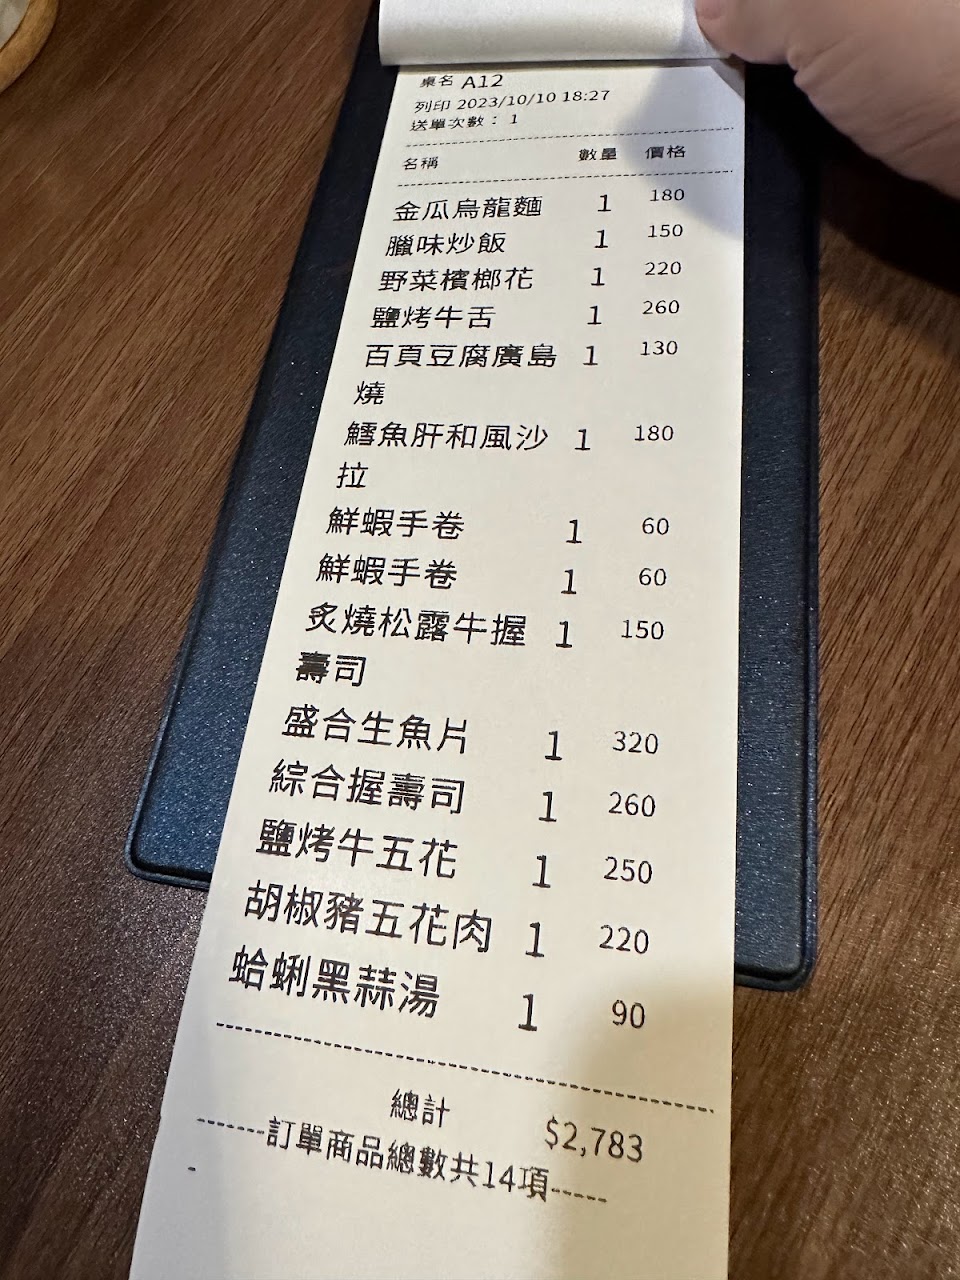 桌名 A12
列印 2023/10/10 18:27
送單次數： 1
名稱 數量 價格
金瓜烏龍麵 1 180
臘味炒飯 1 150
野菜檳榔花 1 220
鹽烤牛舌 1 260
百頁豆腐廣島 1 130
燒
鱈魚肝和風沙 1 180
拉
鮮蝦手卷 1 60
鮮蝦手卷 1 60
炙燒松露牛握 1 150
壽司
盛合生魚片 1 320
綜合握壽司 1 260
鹽烤牛五花 1 250
胡椒豬五花肉 1 220
蛤蜊黑蒜湯 1 90
總計 $2,783
-------訂單商品總數共14項------